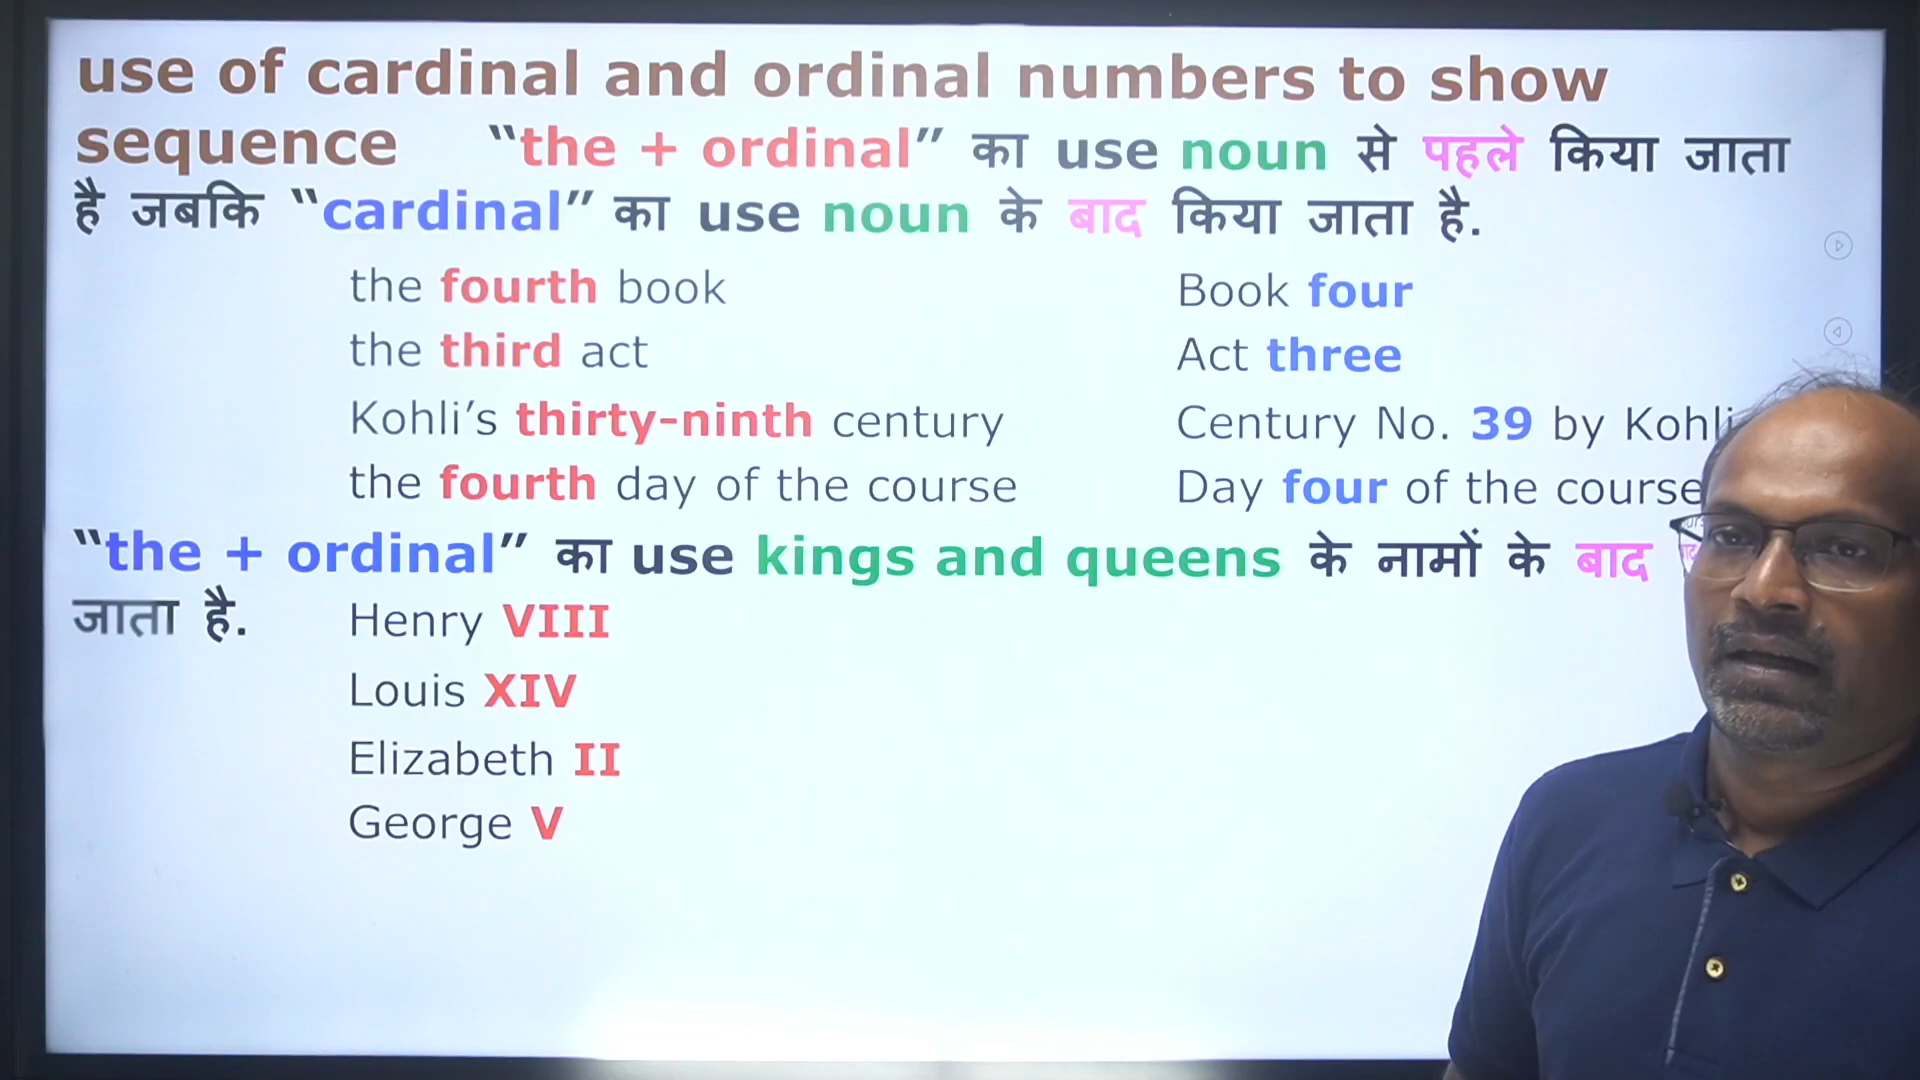 use of cardinal and ordinal numbers to show
sequence “the + ordinal” का use noun से पहले किया जाता
है जबकि “cardinal” का use noun के बाद किया जाता है.
the fourth book Book four
the third act Act three
Kohli’s thirty-ninth century Century No. 39 by Kohli
the fourth day of the course Day four of the course
“the + ordinal” का use kings and queens के नामों के बाद
जाता है. Henry VIII
Louis XIV
Elizabeth II
George V